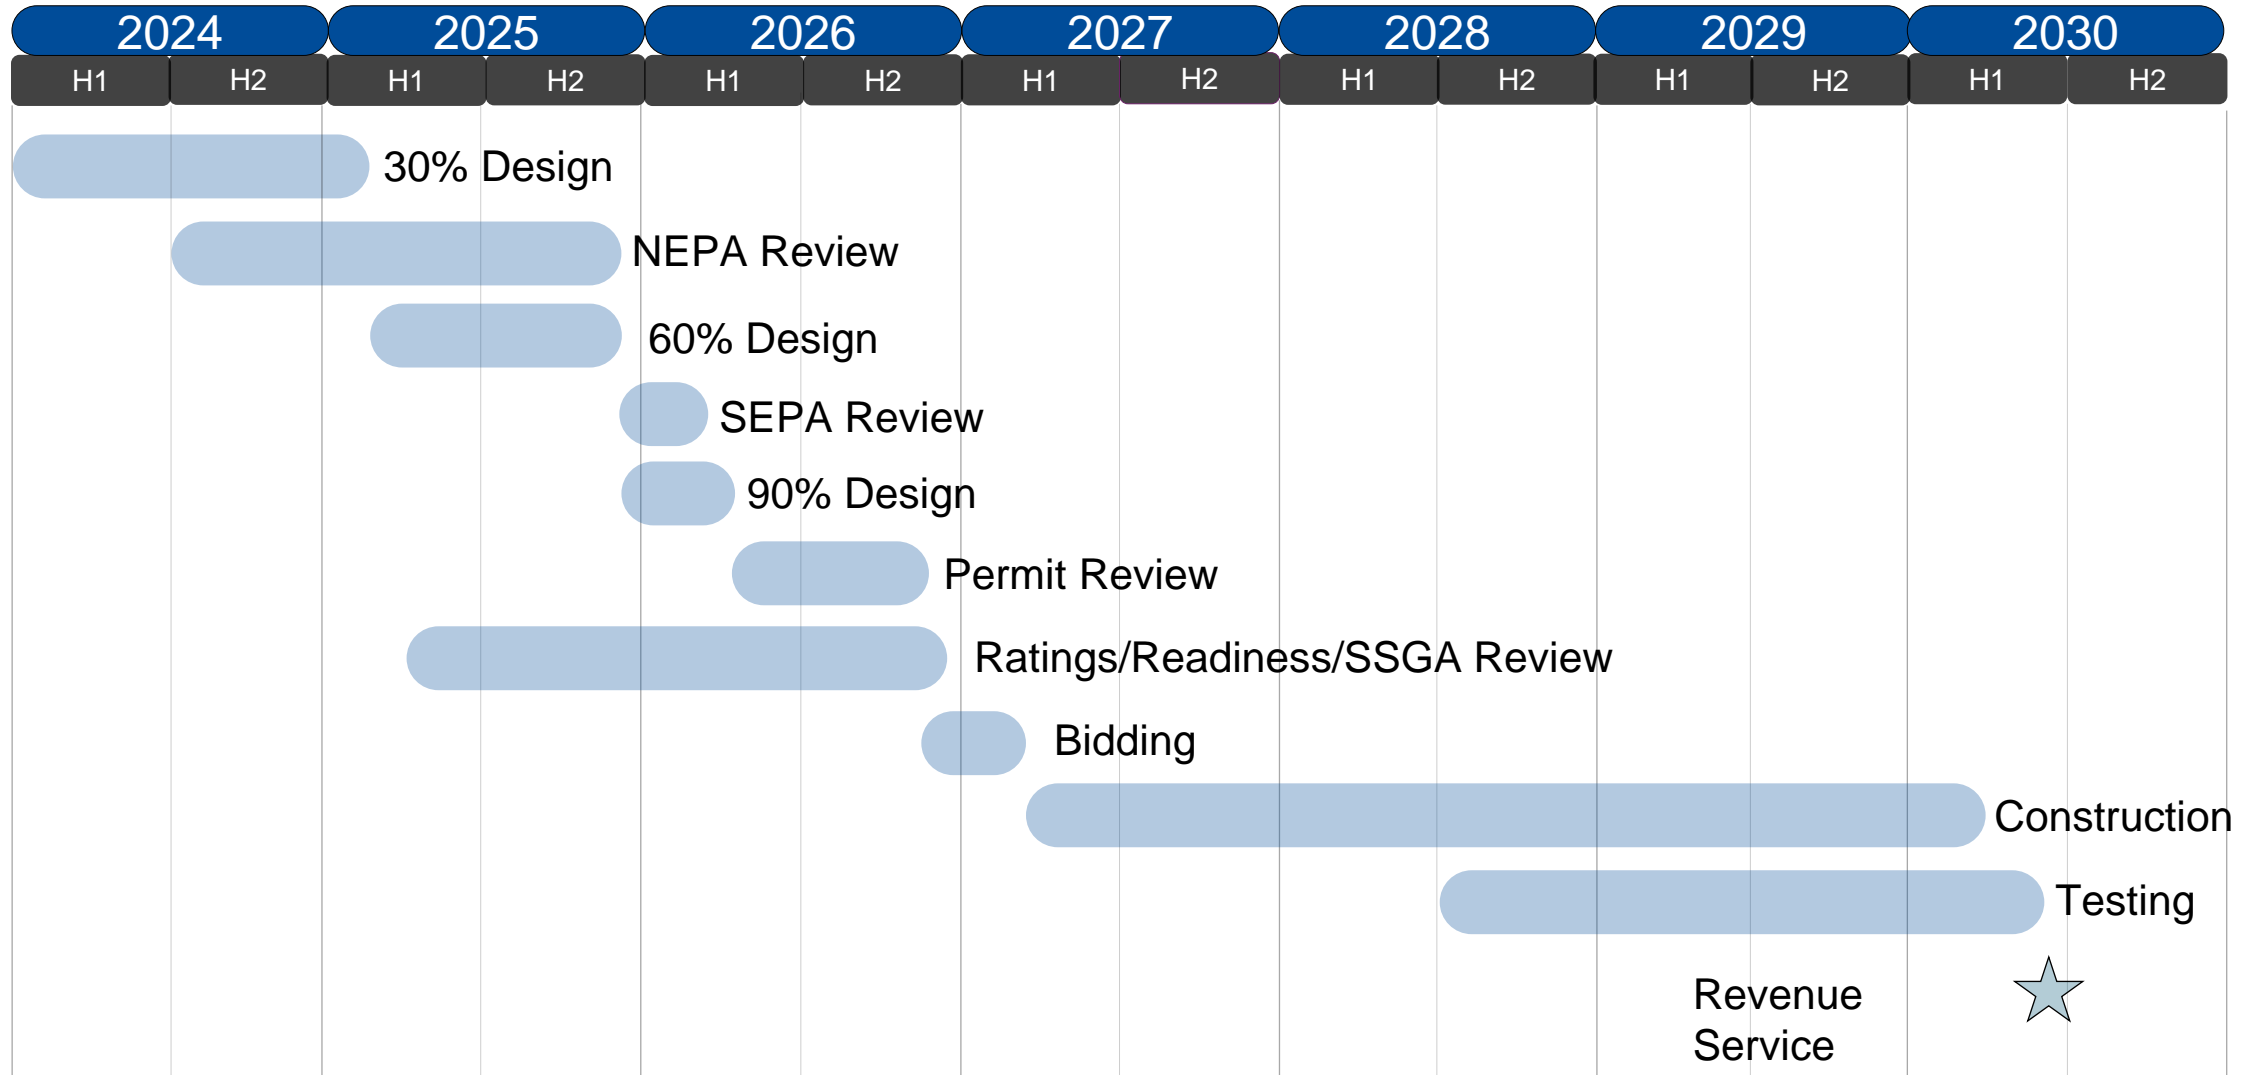 2024 2025 2026 2027 2028 2029 2030
H1 H2 H1 H2 H1 H2 H1 H2 H1 H2 H1 H2 H1 H2
30% Design
NEPA Review
60% Design
SEPA Review
90% Design
Permit Review
Ratings/Readiness/SSGA Review
Bidding
Construction
Testing
Revenue
Service